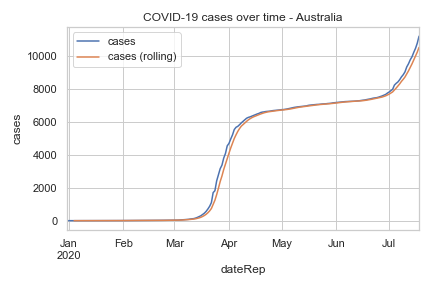 COVID-19 cases over time - Australia
cases
cases (rolling)
10000
8000
6000
4000
2000
0
cases
Jan Feb Mar Apr May Jun Jul
2020
dateRep